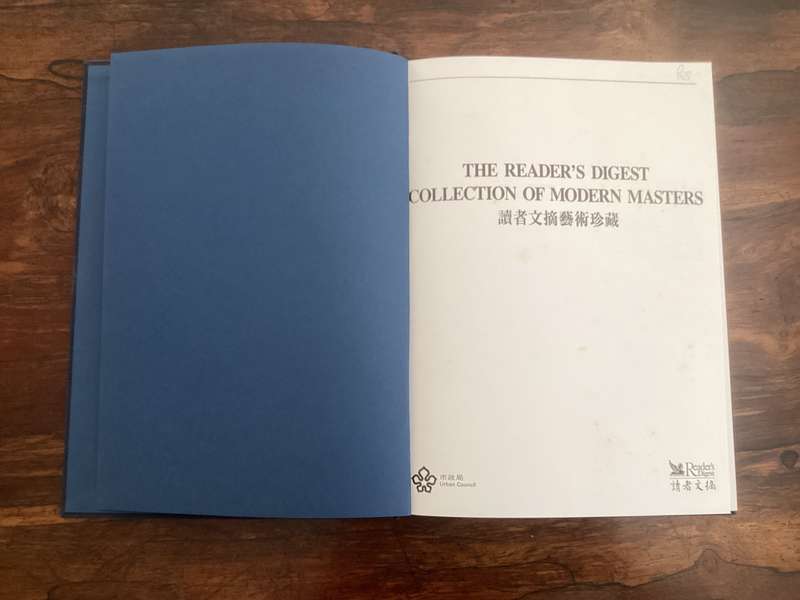 THE READER'S DIGEST
COLLECTION OF MODERN MASTERS
讀者文摘藝術珍藏
市政局
Urban Council
Reader's
Digest
讀者文摘